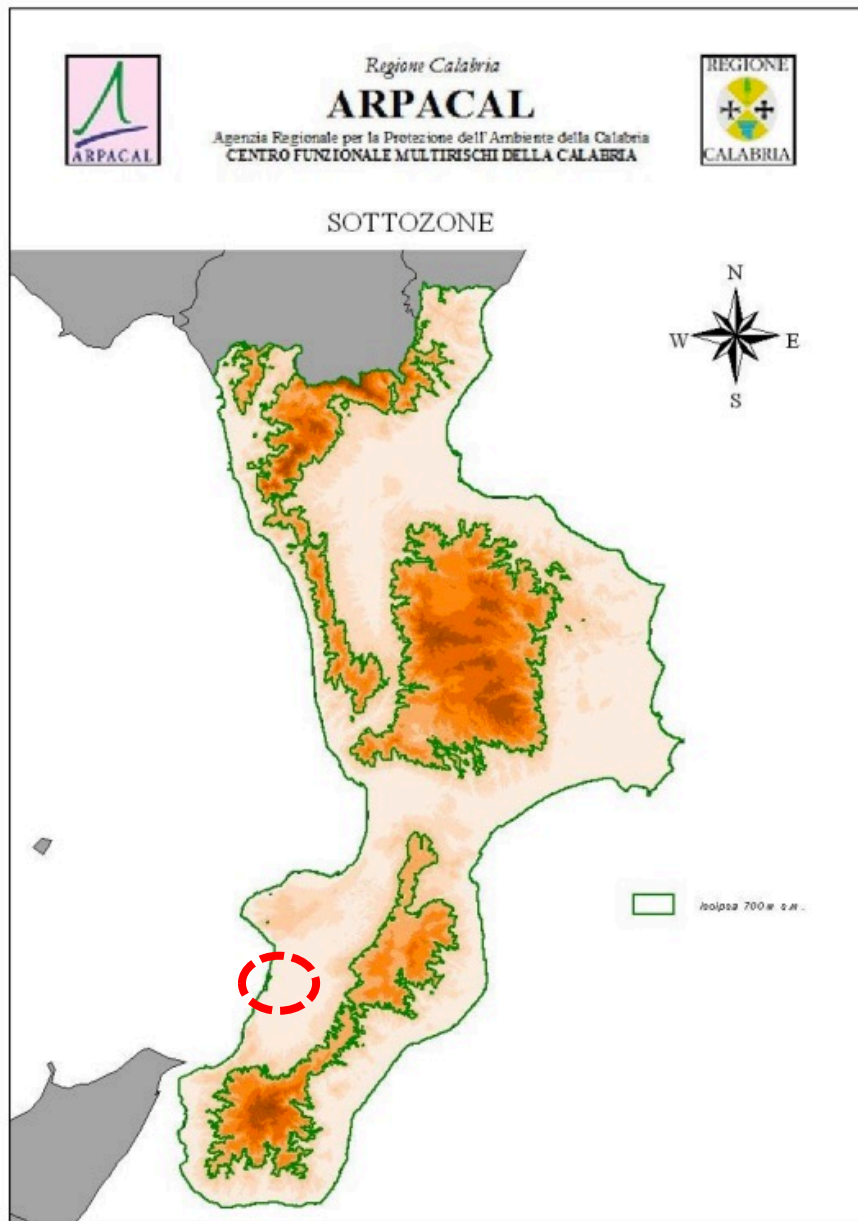 Regione Calabria
ARPACAL
Agenzia Regionale per la Protezione dell'Ambiente della Calabria
CENTRO FUNZIONALE MULTIRISCHI DELLA CALABRIA
ARPACAL
REGIONE
CALABRIA
SOTTOZONE
N
W E
S
Isoipsa 700